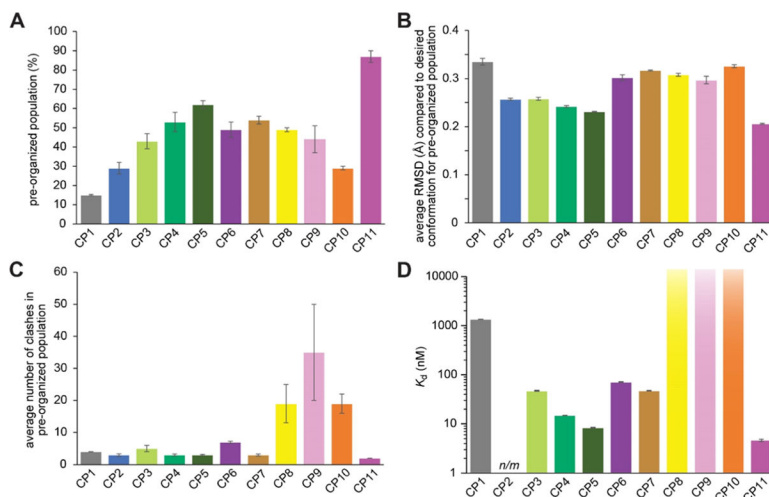 A
pre-organized population (%)
100
90
80
70
60
50
40
30
20
10
0
CP1 CP2 CP3 CP4 CP5 CP6 CP7 CP8 CP9 CP10 CP11
B
average RMSD (Å) compared to desired
conformation for pre-organized population
0.4
0.3
0.2
0.1
0
CP1 CP2 CP3 CP4 CP5 CP6 CP7 CP8 CP9 CP10 CP11
C
average number of clashes in
pre-organized population
60
50
40
30
20
10
0
CP1 CP2 CP3 CP4 CP5 CP6 CP7 CP8 CP9 CP10 CP11
D
Kd (nM)
10000
1000
100
10
1
n/m
CP1 CP2 CP3 CP4 CP5 CP6 CP7 CP8 CP9 CP10 CP11